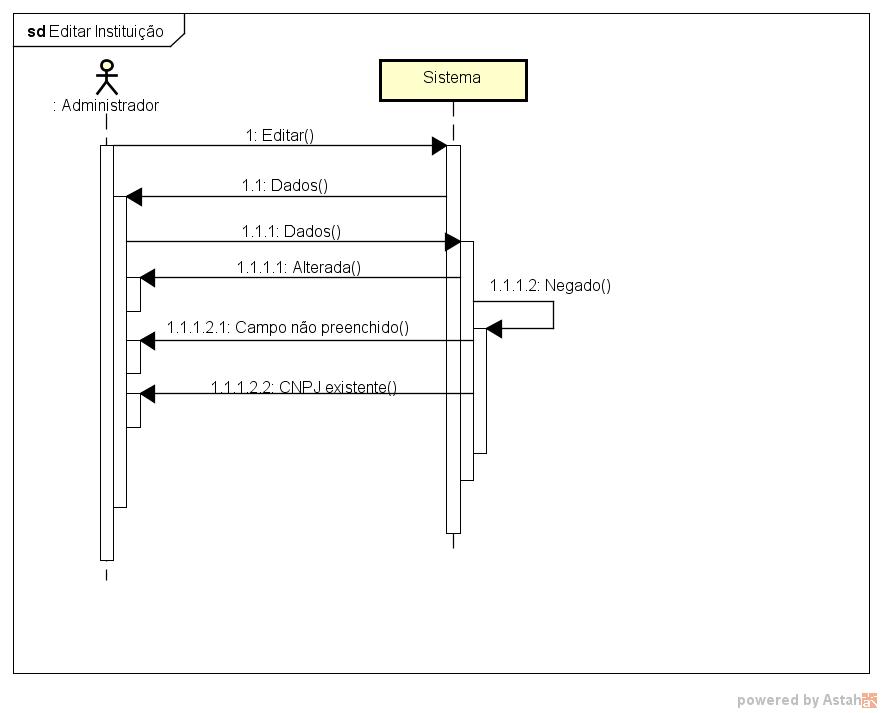 sd Editar Instituição
: Administrador
Sistema
1: Editar()
1.1: Dados()
1.1.1: Dados()
1.1.1.1: Alterada()
1.1.1.2: Negado()
1.1.1.2.1: Campo não preenchido()
1.1.1.2.2: CNPJ existente()
powered by Astah